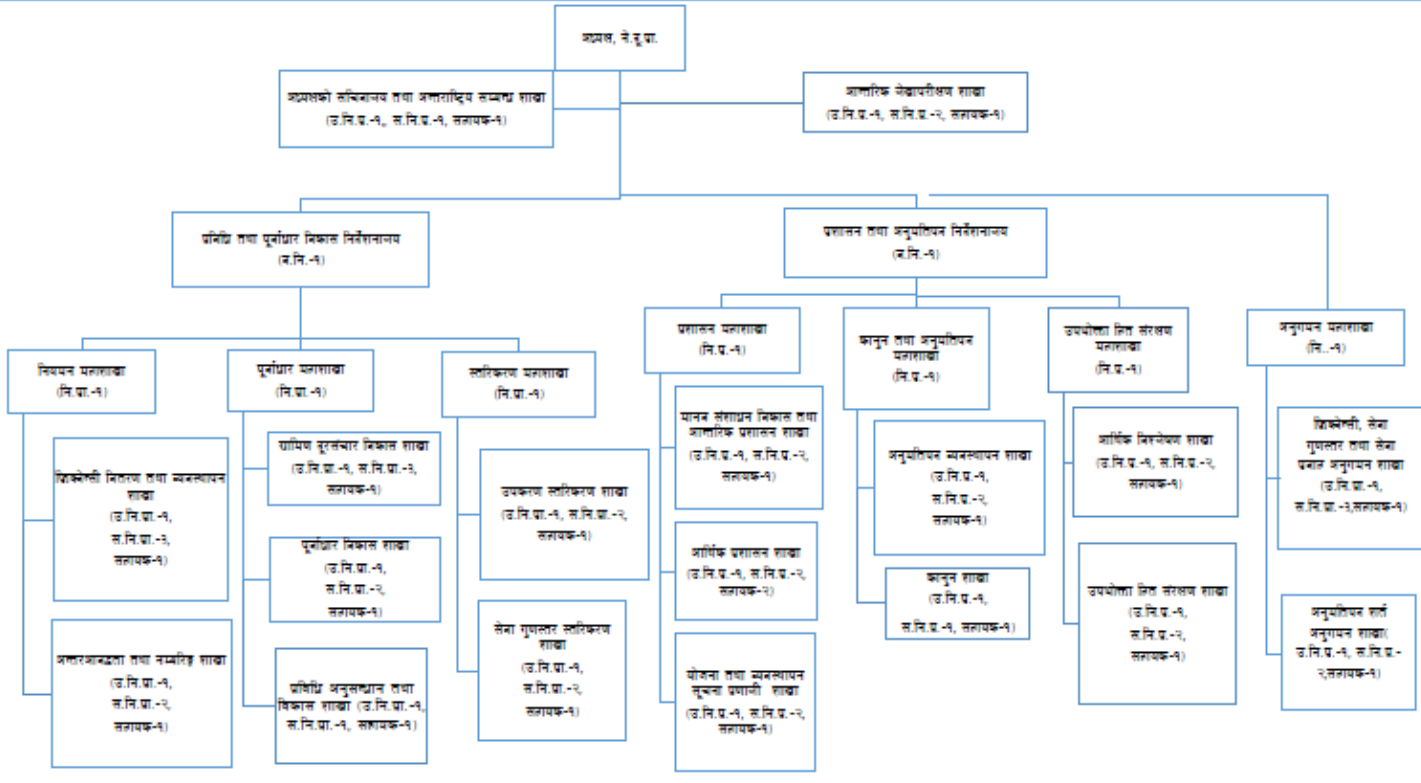 अध्यक्ष, ने.दू.प्रा.
अध्यक्षको सचिवालय तथा अन्तराष्ट्रिय सम्बन्ध शाखा
(उ.नि.प्र.-१, स.नि.प्र.-१, सहायक-१)
आन्तरिक लेखापरीक्षण शाखा
(उ.नि.प्र.-१, स.नि.प्र.-२, सहायक-१)
प्रविधि तथा पूर्वाधार विकास निर्देशनालय
(ब.नि.-१)
प्रशासन तथा अनुमतिपत्र निर्देशनालय
(ब.नि.-१)
नियमन महाशाखा
(नि.प्रा.-१)
फ्रिक्वेन्सी वितरण तथा व्यवस्थापन
शाखा
(उ.नि.प्रा.-१,
स.नि.प्रा.-३,
सहायक-१)
अन्तरआबद्धता तथा नम्बरिङ्ग शाखा
(उ.नि.प्रा.-१,
स.नि.प्रा.-२,
सहायक-१)
पूर्वाधार महाशाखा
(नि.प्रा.-१)
ग्रामिण दूरसंचार विकास शाखा
(उ.नि.प्रा.-१, स.नि.प्रा.-३,
सहायक-१)
पूर्वाधार विकास शाखा
(उ.नि.प्रा.-१,
स.नि.प्रा.-२,
सहायक-१)
प्रविधि अनुसन्धान तथा
विकास शाखा (उ.नि.प्रा.-१,
स.नि.प्रा.-१, सहायक-१)
स्तरिकरण महाशाखा
(नि.प्रा.-१)
उपकरण स्तरिकरण शाखा
(उ.नि.प्रा.-१, स.नि.प्रा.-२,
सहायक-१)
सेवा गुणस्तर स्तरिकरण
शाखा
(उ.नि.प्रा.-१,
स.नि.प्रा.-२,
सहायक-१)
प्रशासन महाशाखा
(नि.प्र.-१)
मानव संशाधन विकास तथा
आन्तरिक प्रशासन शाखा
(उ.नि.प्र.-१, स.नि.प्र.-२,
सहायक-१)
आर्थिक प्रशासन शाखा
(उ.नि.प्र.-१, स.नि.प्र.-२,
सहायक-२)
योजना तथा व्यवस्थापन
सूचना प्रणाली शाखा
(उ.नि.प्र.-१, स.नि.प्र.-२,
सहायक-१)
कानुन तथा अनुमतिपत्र
महाशाखा
(नि.प्र.-१)
अनुमतिपत्र व्यवस्थापन शाखा
(उ.नि.प्र.-१,
स.नि.प्र.-२,
सहायक-१)
कानुन शाखा
(उ.नि.प्र.-१,
स.नि.प्र.-१, सहायक-१)
उपभोक्ता हित संरक्षण
महाशाखा
(नि.प्र.-१)
आर्थिक विश्लेषण शाखा
(उ.नि.प्र.-१, स.नि.प्र.-२,
सहायक-१)
उपभोक्ता हित संरक्षण शाखा
(उ.नि.प्र.-१,
स.नि.प्र.-२,
सहायक-१)
अनुगमन महाशाखा
(नि..-१)
फ्रिक्वेन्सी, सेवा
गुणस्तर तथा सेवा
प्रवाह अनुगमन शाखा
(उ.नि.प्रा.-१,
स.नि.प्रा.-३,सहायक-१)
अनुमतिपत्र शर्त
अनुगमन शाखा(
उ.नि.प्र.-१, स.नि.प्र.-
२,सहायक-१)